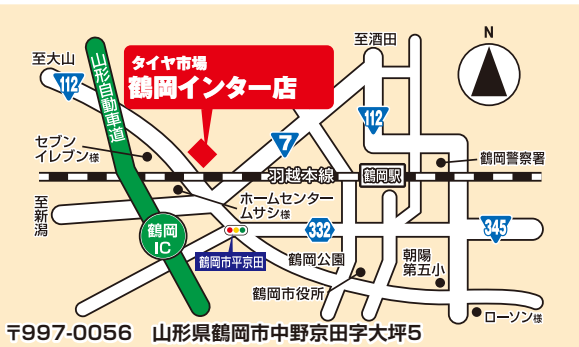 至大山
112
山形自動車道
タイヤ市場
鶴岡インター店
至酒田
N
セブン
イレブン様
7
112
鶴岡警察署
羽越本線
鶴岡駅
至新潟
ホームセンター
ムサシ様
鶴岡
IC
332
345
鶴岡市平京田
鶴岡公園
朝陽
第五小
鶴岡市役所
ローソン様
〒997-0056 山形県鶴岡市中野京田字大坪5